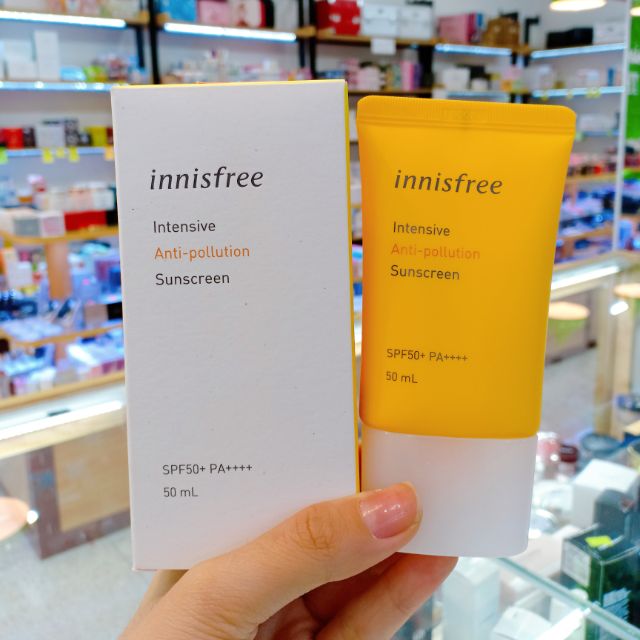 innisfree
Intensive
Anti-pollution
Sunscreen
SPF50+ PA++++
50 mL
innisfree
Intensive
Anti-pollution
Sunscreen
SPF50+ PA++++
50 mL